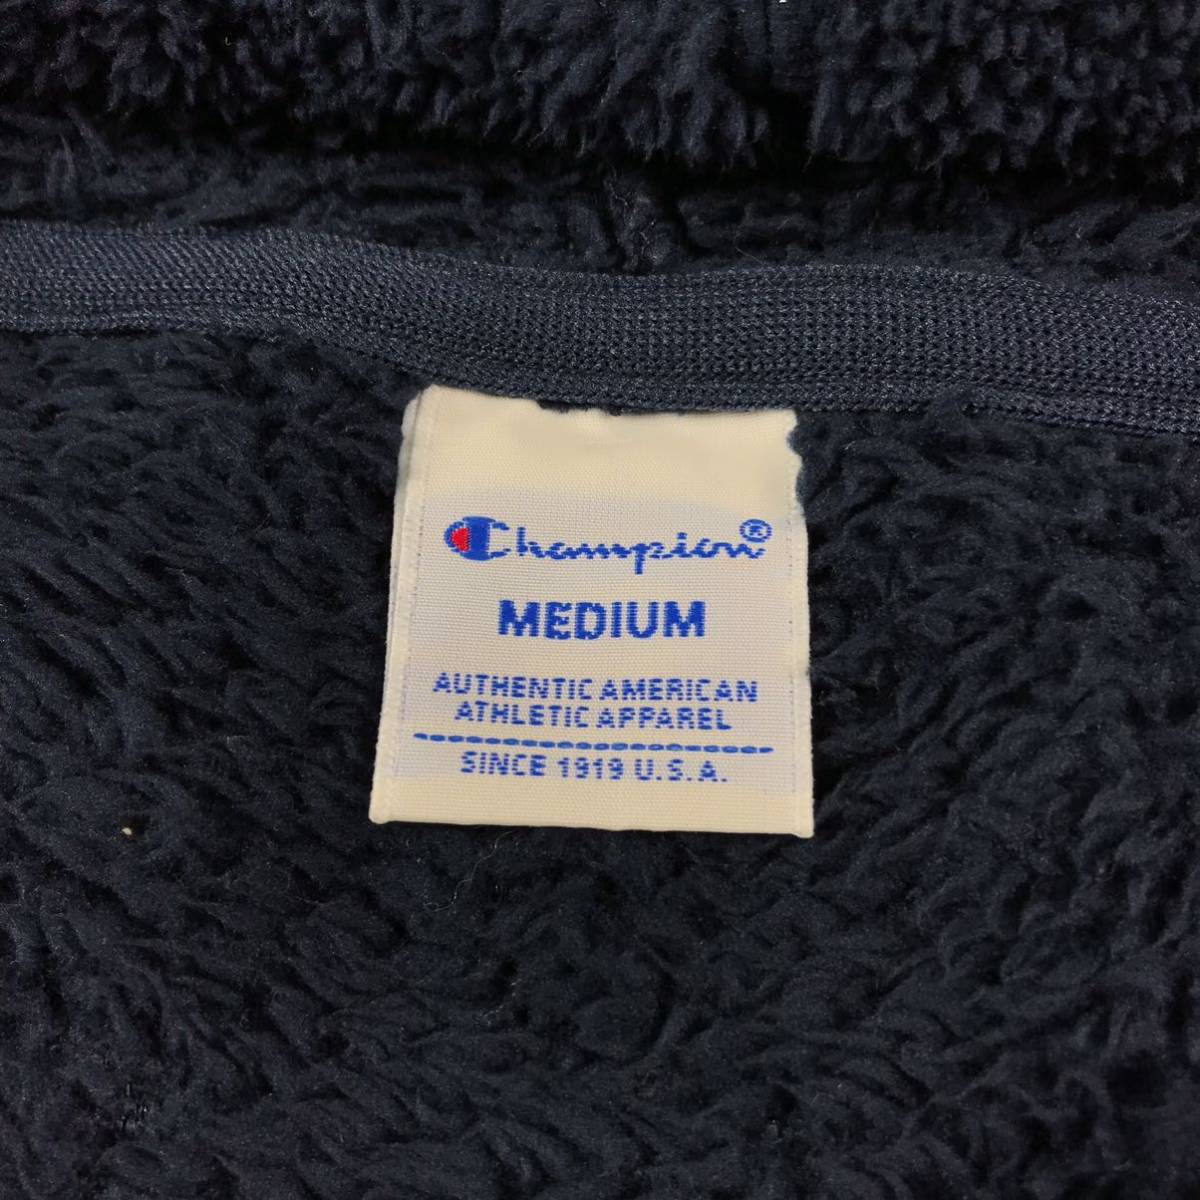 Champion®
MEDIUM
AUTHENTIC AMERICAN
ATHLETIC APPAREL
SINCE 1919 U.S.A.